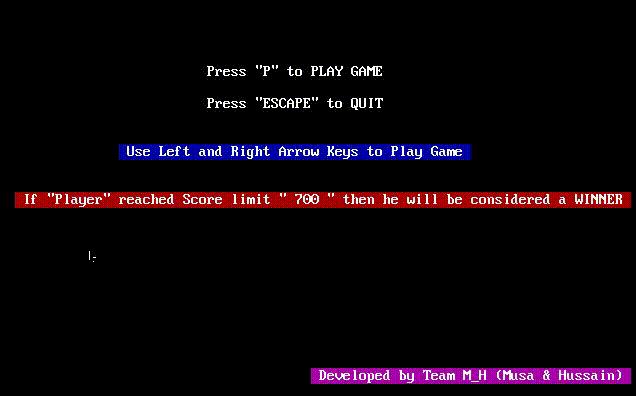 Press "P" to PLAY GAME
Press "ESCAPE" to QUIT
Use Left and Right Arrow Keys to Play Game
If "Player" reached Score limit " 700 " then he will be considered a WINNER
Developed by Team M_H (Musa & Hussain)